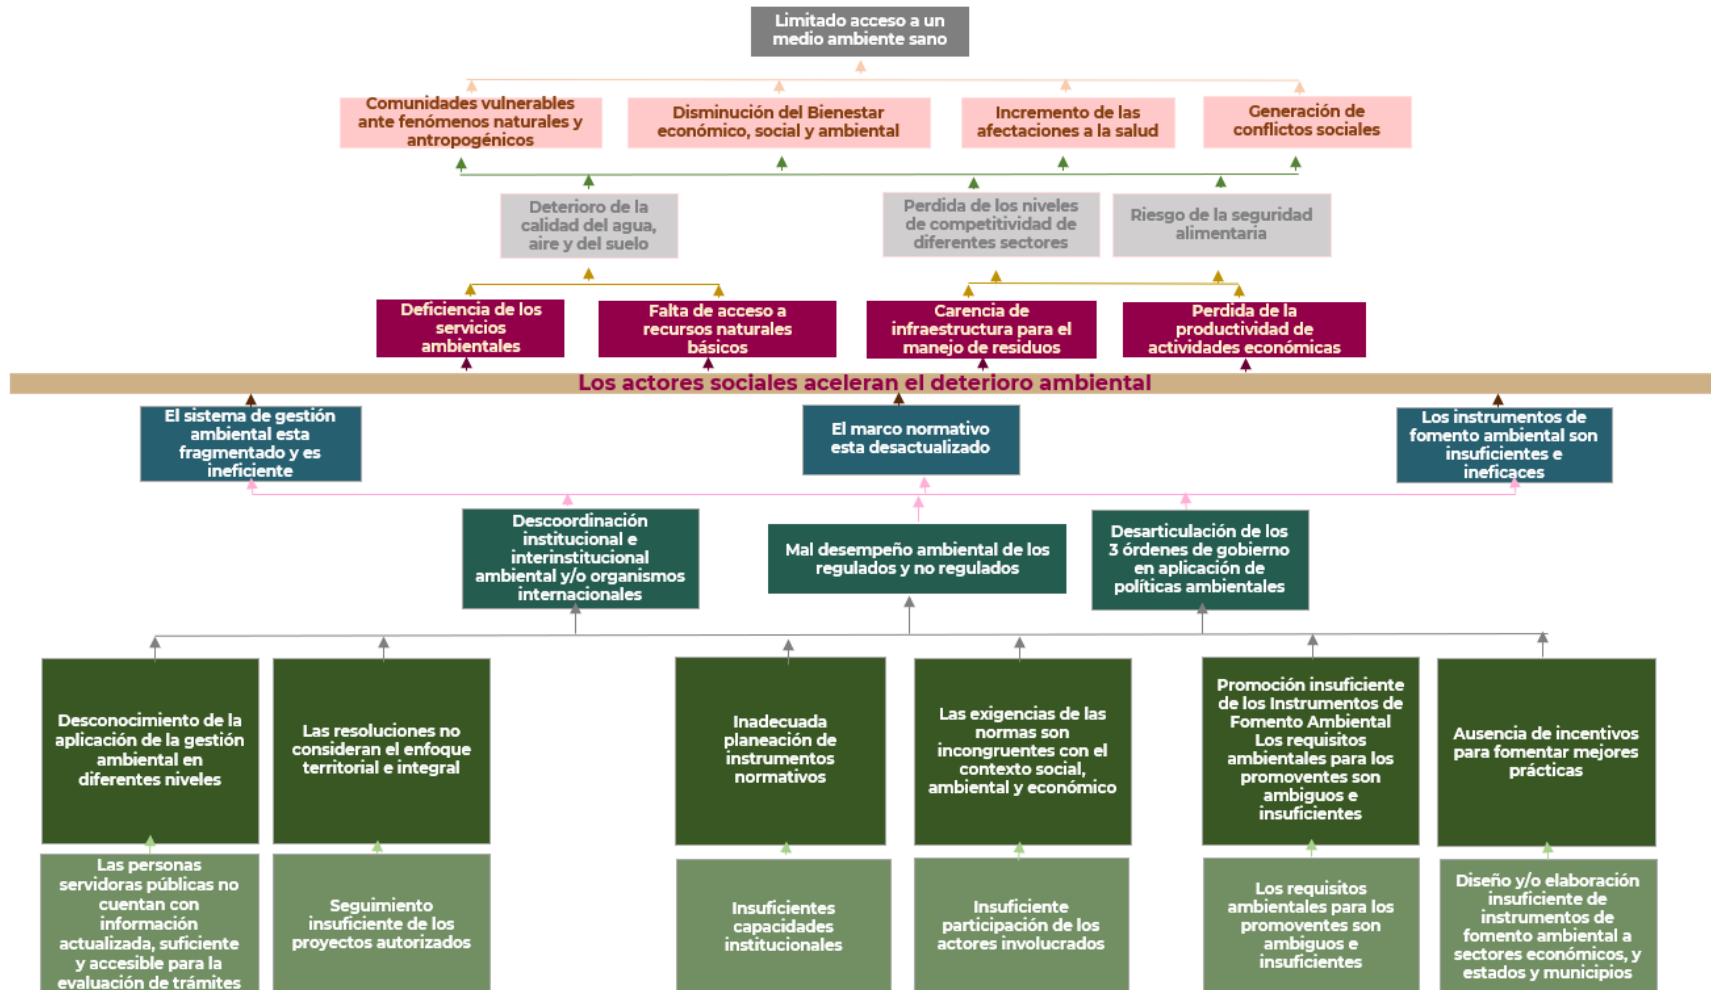 Limitado acceso a un
medio ambiente sano
Comunidades vulnerables
ante fenómenos naturales y
antropogénicos
Disminución del Bienestar
económico, social y ambiental
Incremento de las
afectaciones a la salud
Generación de
conflictos sociales
Deterioro de la
calidad del agua,
aire y del suelo
Perdida de los niveles
de competitividad de
diferentes sectores
Riesgo de la seguridad
alimentaria
Deficiencia de los
servicios
ambientales
Falta de acceso a
recursos naturales
básicos
Carencia de
infraestructura para el
manejo de residuos
Perdida de la
productividad de
actividades económicas
Los actores sociales aceleran el deterioro ambiental
El sistema de gestión
ambiental esta
fragmentado y es
ineficiente
El marco normativo
esta desactualizado
Los instrumentos de
fomento ambiental son
insuficientes e
ineficaces
Descoordinación
institucional e
interinstitucional
ambiental y/o organismos
internacionales
Mal desempeño ambiental de los
regulados y no regulados
Desarticulación de los
3 órdenes de gobierno
en aplicación de
políticas ambientales
Desconocimiento de la
aplicación de la gestión
ambiental en
diferentes niveles
Las resoluciones no
consideran el enfoque
territorial e integral
Inadecuada
planeación de
instrumentos
normativos
Las exigencias de las
normas son
incongruentes con el
contexto social,
ambiental y económico
Promoción insuficiente
de los Instrumentos de
Fomento Ambiental
Los requisitos
ambientales para los
promoventes son
ambiguos e
insuficientes
Ausencia de incentivos
para fomentar mejores
prácticas
Las personas
servidoras públicas no
cuentan con
información
actualizada, suficiente
y accesible para la
evaluación de trámites
Seguimiento
insuficiente de los
proyectos autorizados
Insuficientes
capacidades
institucionales
Insuficiente
participación de los
actores involucrados
Los requisitos
ambientales para los
promoventes son
ambiguos e
insuficientes
Diseño y/o elaboración
insuficiente de
instrumentos de
fomento ambiental a
sectores económicos, y
estados y municipios